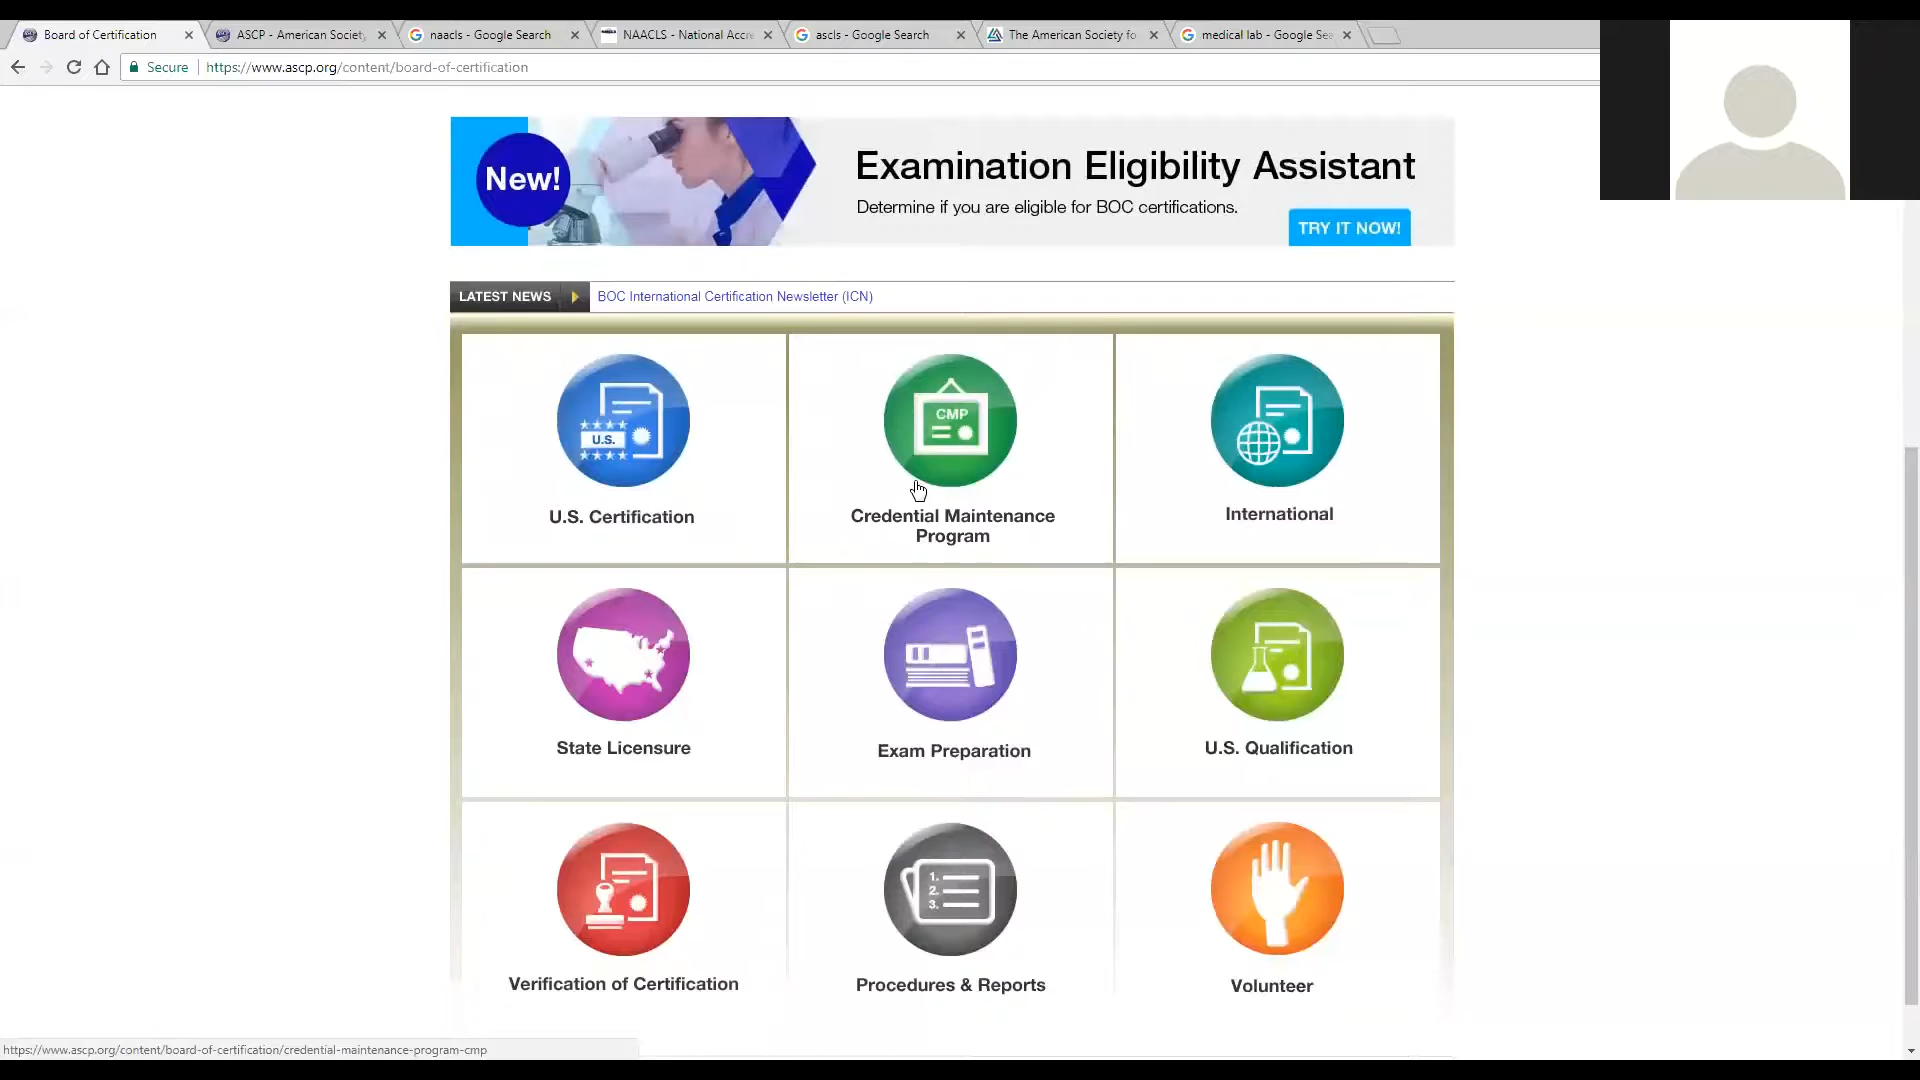 Board of Certification
ASCP - American Society
naacls - Google Search
NAACLS - National Accre
ascls - Google Search
The American Society fo
medical lab - Google Sea
Secure https://www.ascp.org/content/board-of-certification
New!
Examination Eligibility Assistant
Determine if you are eligible for BOC certifications.
TRY IT NOW!
LATEST NEWS
BOC International Certification Newsletter (ICN)
U.S.
CMP
U.S. Certification
Credential Maintenance
Program
International
State Licensure
Exam Preparation
U.S. Qualification
1.
2.
3.
Verification of Certification
Procedures & Reports
Volunteer
https://www.ascp.org/content/board-of-certification/credential-maintenance-program-cmp